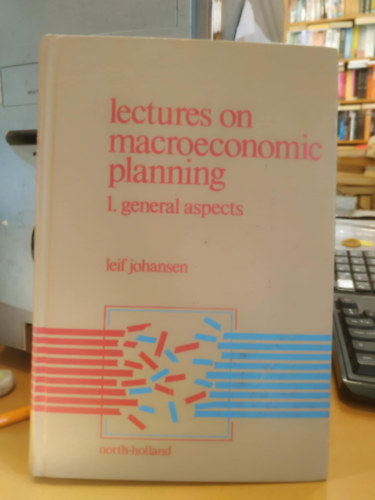 lectures on
macroeconomic
planning
1. general aspects
leif johansen
north-holland